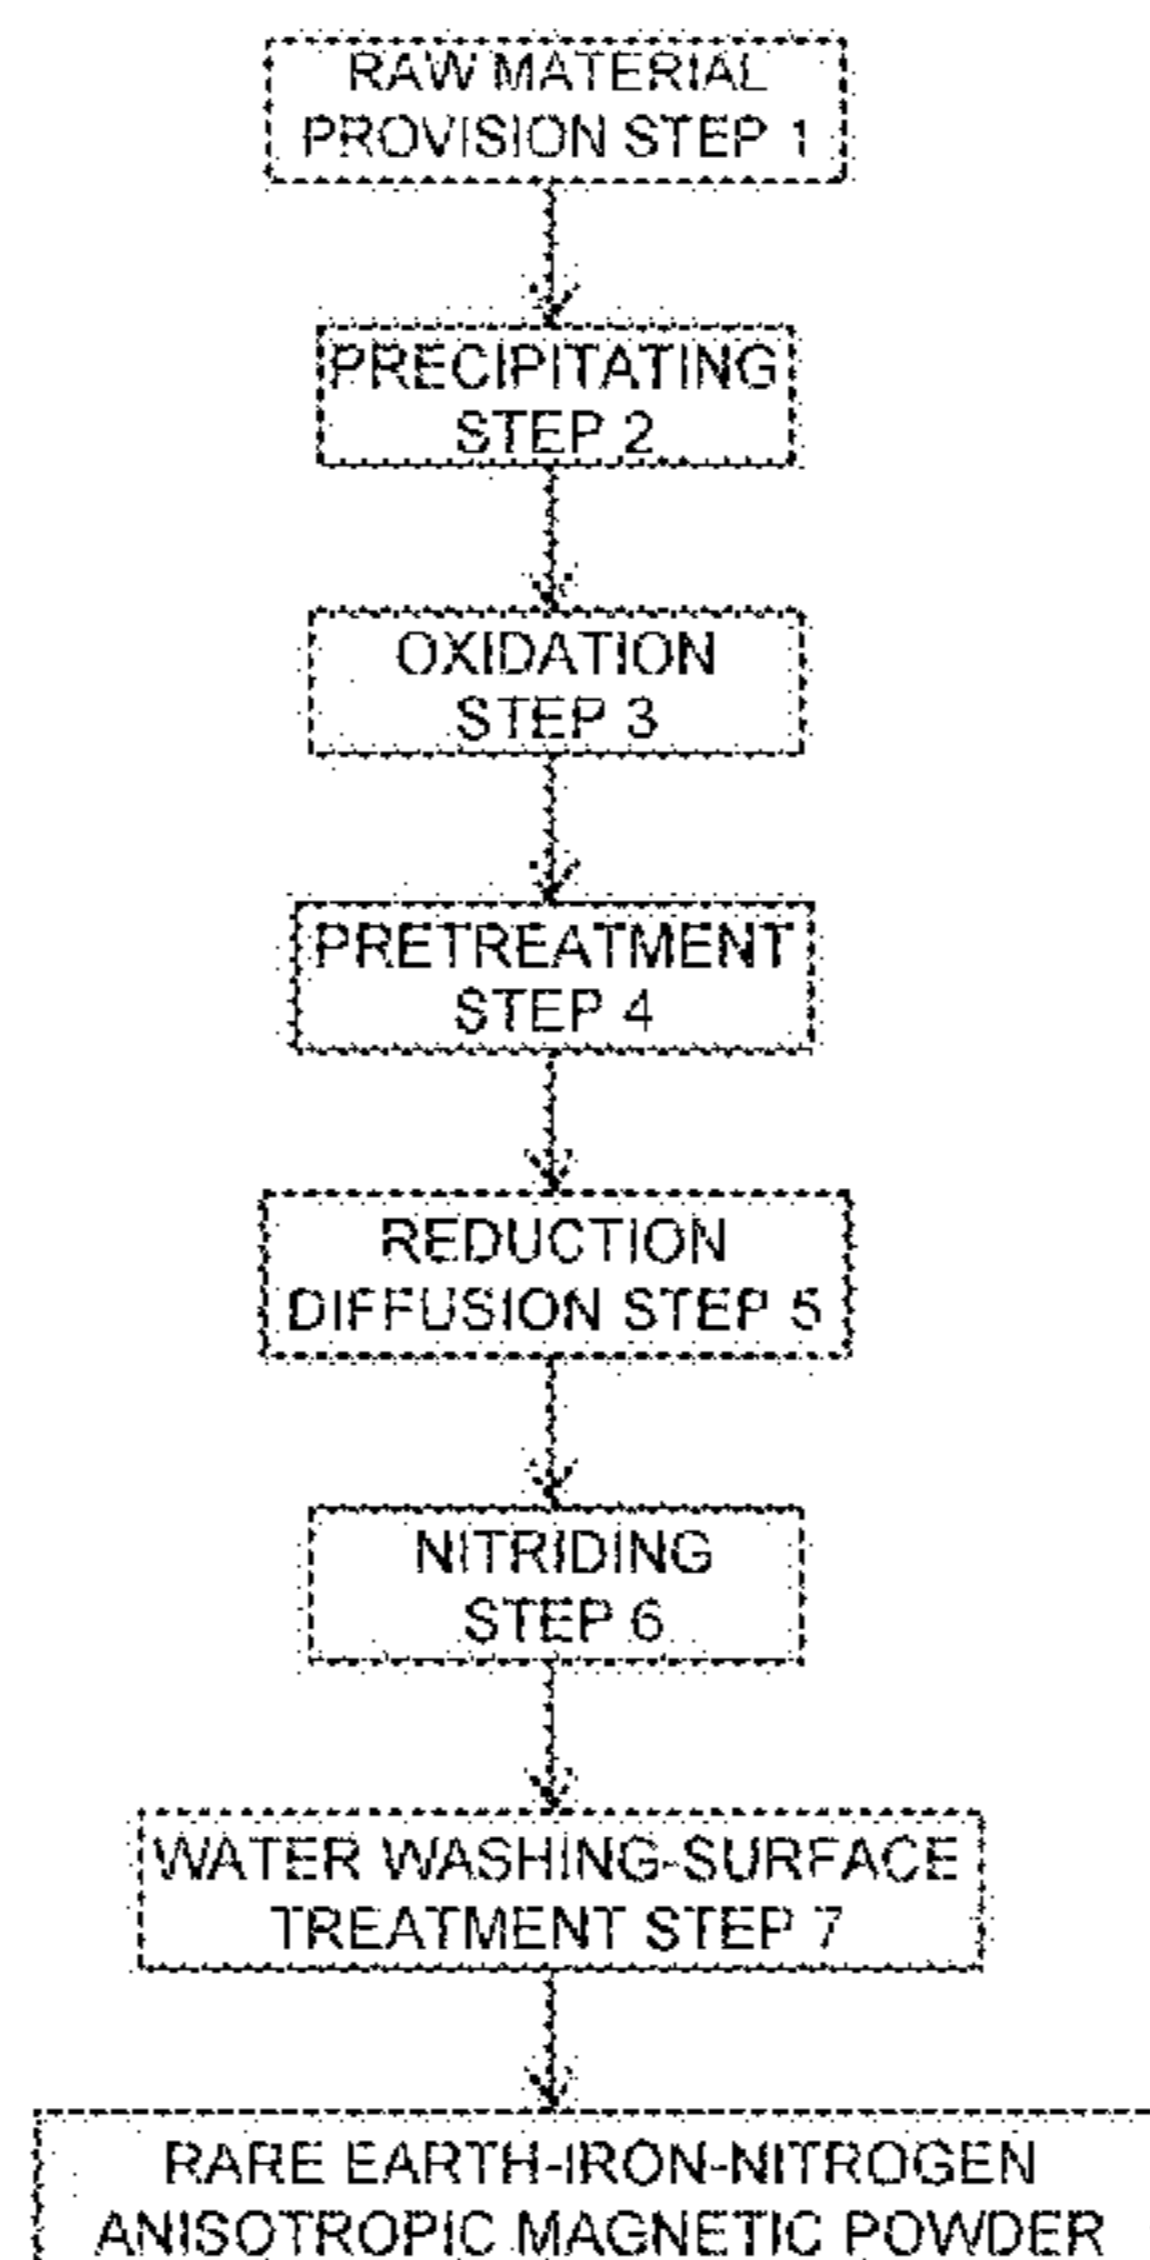 RAW MATERIAL
PROVISION STEP 1
PRECIPITATING
STEP 2
OXIDATION
STEP 3
PRETREATMENT
STEP 4
REDUCTION
DIFFUSION STEP 5
NITRIDING
STEP 6
WATER WASHING-SURFACE
TREATMENT STEP 7
RARE EARTH-IRON-NITROGEN
ANISOTROPIC MAGNETIC POWDER